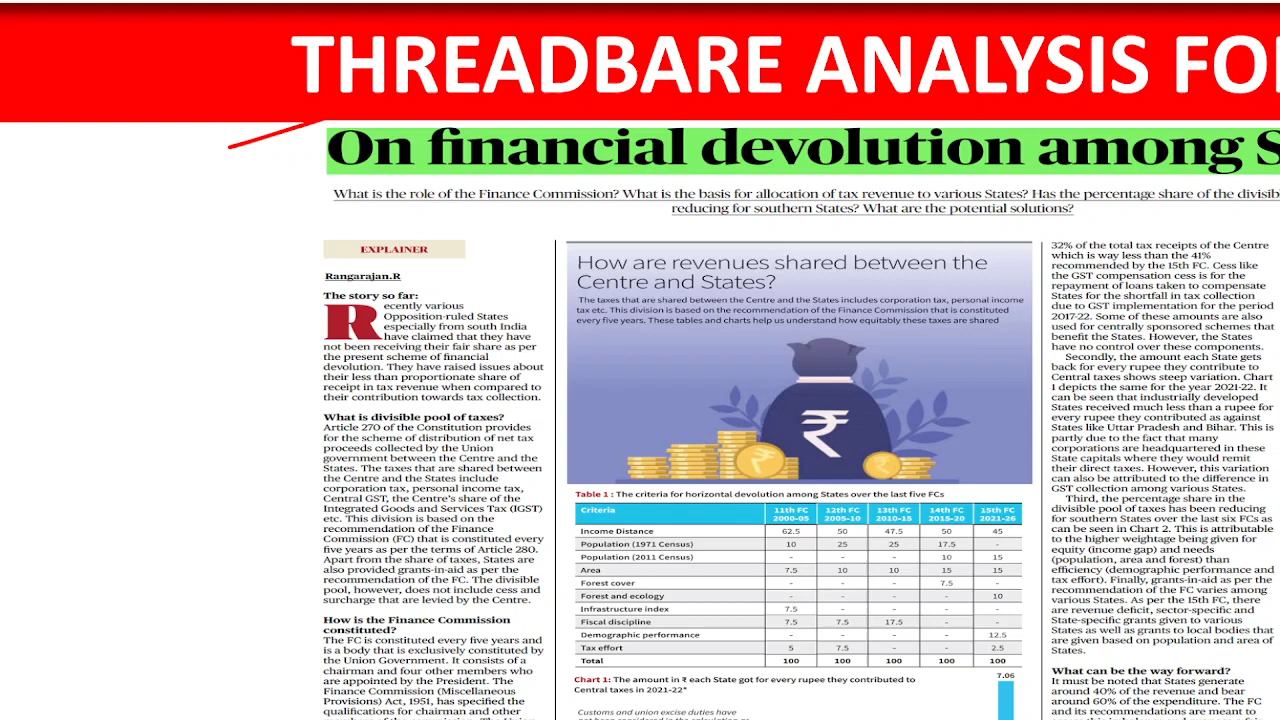 THREADBARE ANALYSIS FO
On financial devolution among S
What is the role of the Finance Commission? What is the basis for allocation of tax revenue to various States? Has the percentage share of the divisib
reducing for southern States? What are the potential solutions?
EXPLAINER
Rangarajan.R
The story so far:
Recently various
Opposition-ruled States
especially from south India
have claimed that they have
not been receiving their fair share as per
the present scheme of financial
devolution. They have raised issues about
their less than proportionate share of
receipt in tax revenue when compared to
their contribution towards tax collection.
What is divisible pool of taxes?
Article 270 of the Constitution provides
for the scheme of distribution of net tax
proceeds collected by the Union
government between the Centre and the
States. The taxes that are shared between
the Centre and the States include
corporation tax, personal income tax,
Central GST, the Centre's share of the
Integrated Goods and Services Tax (IGST)
etc. This division is based on the
recommendation of the Finance
Commission (FC) that is constituted every
five years as per the terms of Article 280.
Apart from the share of taxes, States are
also provided grants-in-aid as per the
recommendation of the FC. The divisible
pool, however, does not include cess and
surcharge that are levied by the Centre.
How is the Finance Commission
constituted?
The FC is constituted every five years and
is a body that is exclusively constituted by
the Union Government. It consists of a
chairman and four other members who
are appointed by the President. The
Finance Commission (Miscellaneous
Provisions) Act, 1951, has specified the
qualifications for chairman and other
How are revenues shared between the
Centre and States?
The taxes that are shared between the Centre and the States includes corporation tax, personal income
tax etc. This division is based on the recommendation of the Finance Commission that is constituted
every five years. These tables and charts help us understand how equitably these taxes are shared
Table 1 : The criteria for horizontal devolution among States over the last five FCs
Criteria 11th FC 2000-05 12th FC 2005-10 13th FC 2010-15 14th FC 2015-20 15th FC 2021-26
Income Distance 62.5 50 47.5 50 45
Population (1971 Census) 10 25 25 17.5 -
Population (2011 Census) - - - 10 15
Area 7.5 10 10 15 15
Forest cover - - - 7.5 -
Forest and ecology - - - - 10
Infrastructure index 7.5 - - - -
Fiscal discipline 7.5 7.5 17.5 - -
Demographic performance - - - - 12.5
Tax effort 5 7.5 - - 2.5
Total 100 100 100 100 100
Chart 1: The amount in ₹ each State got for every rupee they contributed to
Central taxes in 2021-22*
7.06
Customs and union excise duties have
32% of the total tax receipts of the Centre
which is way less than the 41%
recommended by the 15th FC. Cess like
the GST compensation cess is for the
repayment of loans taken to compensate
States for the shortfall in tax collection
due to GST implementation for the period
2017-22. Some of these amounts are also
used for centrally sponsored schemes that
benefit the States. However, the States
have no control over these components.
Secondly, the amount each State gets
back for every rupee they contribute to
Central taxes shows steep variation. Chart
1 depicts the same for the year 2021-22. It
can be seen that industrially developed
States received much less than a rupee for
every rupee they contributed as against
States like Uttar Pradesh and Bihar. This is
partly due to the fact that many
corporations are headquartered in these
State capitals where they would remit
their direct taxes. However, this variation
can also be attributed to the difference in
GST collection among various States.
Third, the percentage share in the
divisible pool of taxes has been reducing
for southern States over the last six FCs as
can be seen in Chart 2. This is attributable
to the higher weightage being given for
equity (income gap) and needs
(population, area and forest) than
efficiency (demographic performance and
tax effort). Finally, grants-in-aid as per the
recommendation of the FC varies among
various States. As per the 15th FC, there
are revenue deficit, sector-specific and
State-specific grants given to various
States as well as grants to local bodies that
are given based on population and area of
States.
What can be the way forward?
It must be noted that States generate
around 40% of the revenue and bear
around 60% of the expenditure. The FC
and its recommendations are meant to